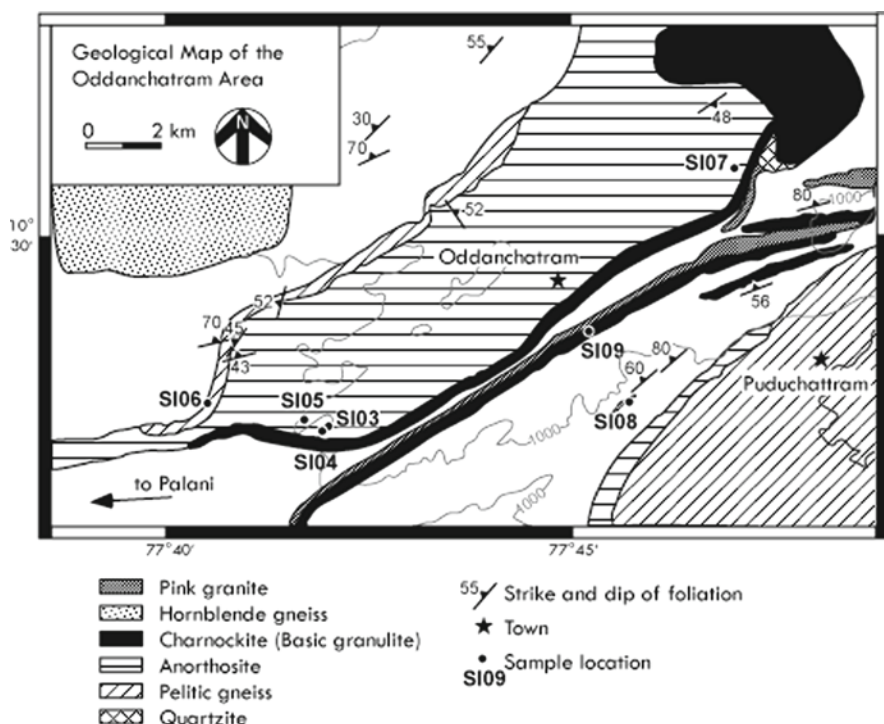 Geological Map of the
Oddanchatram Area
0 2 km
N
55
30
70
48
SI07
80
1000
10°
30'
52
Oddanchatram
56
52
70
45
43
SI09
80
60
Puduchattram
SI06
SI05
SI03
SI04
SI08
1000
1000
to Palani
77°40'
77°45'
Pink granite
Hornblende gneiss
Charnockite (Basic granulite)
Anorthosite
Pelitic gneiss
Quartzite
55 Strike and dip of foliation
Town
Sample location
SI09